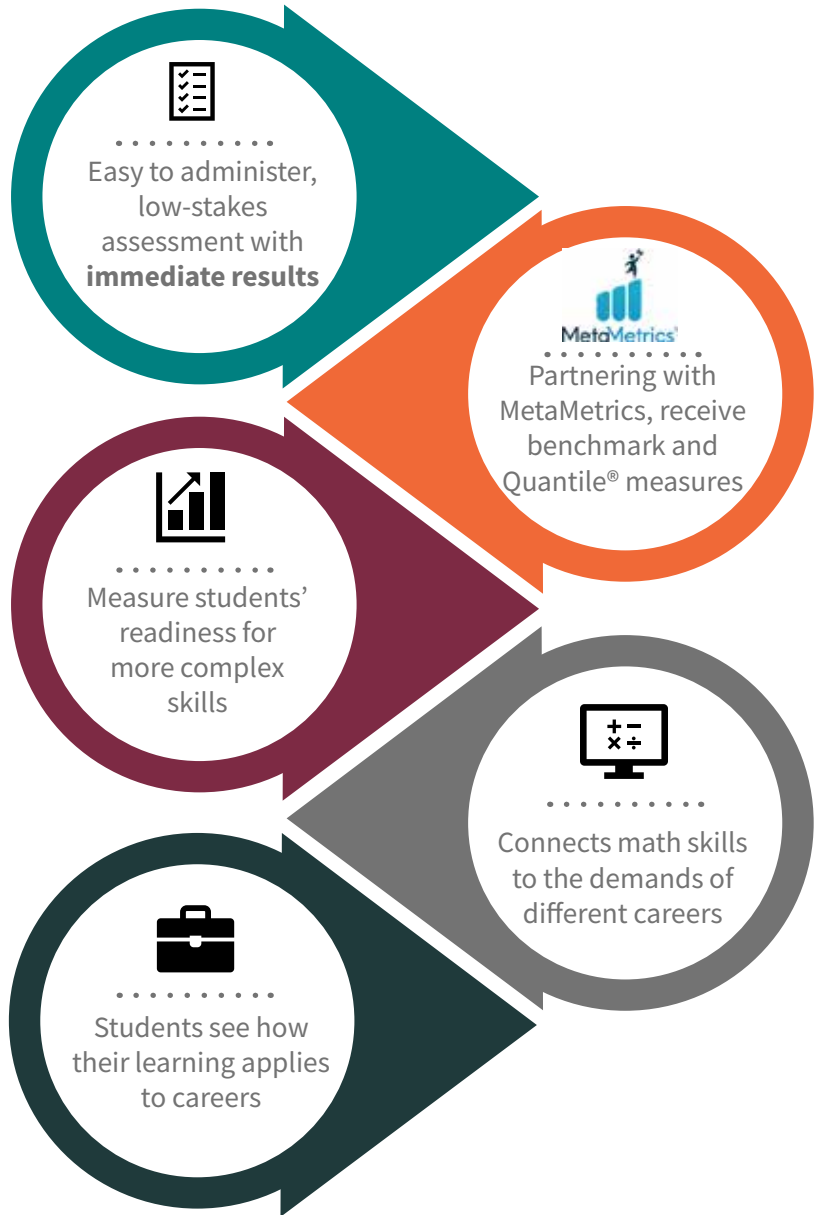 Easy to administer,
low-stakes
assessment with
immediate results
MetaMetrics®
Partnering with
MetaMetrics, receive
benchmark and
Quantile® measures
Measure students’
readiness for
more complex
skills
+ −
× ÷
Connects math skills
to the demands of
different careers
Students see how
their learning applies
to careers